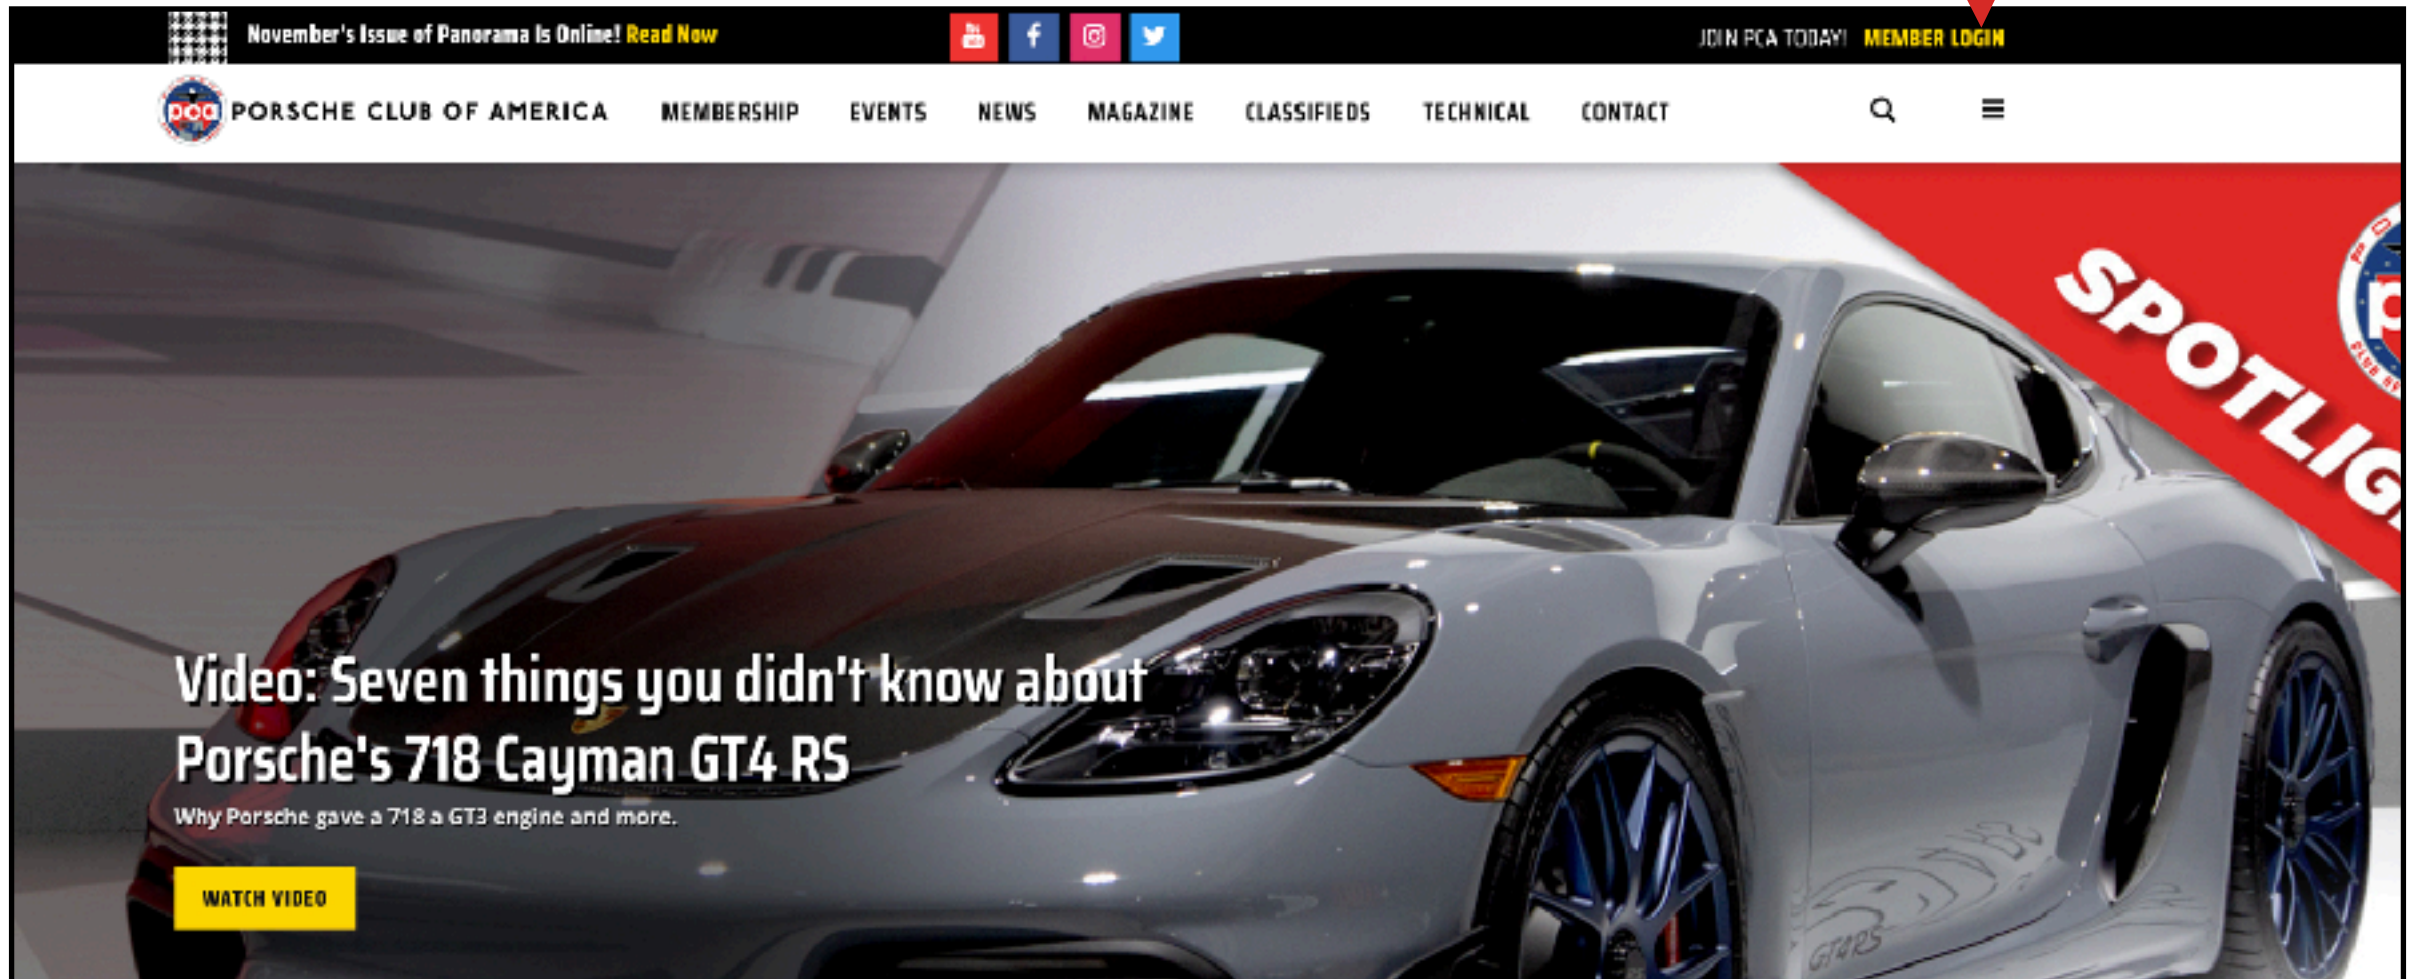 November's Issue of Panorama Is Online! Read Now
JOIN PCA TODAY! MEMBER LOGIN
pca PORSCHE CLUB OF AMERICA
MEMBERSHIP
EVENTS
NEWS
MAGAZINE
CLASSIFIEDS
TECHNICAL
CONTACT
SPOTLIG
Video: Seven things you didn't know about
Porsche's 718 Cayman GT4 RS
Why Porsche gave a 718 a GT3 engine and more.
WATCH VIDEO
GT4RS